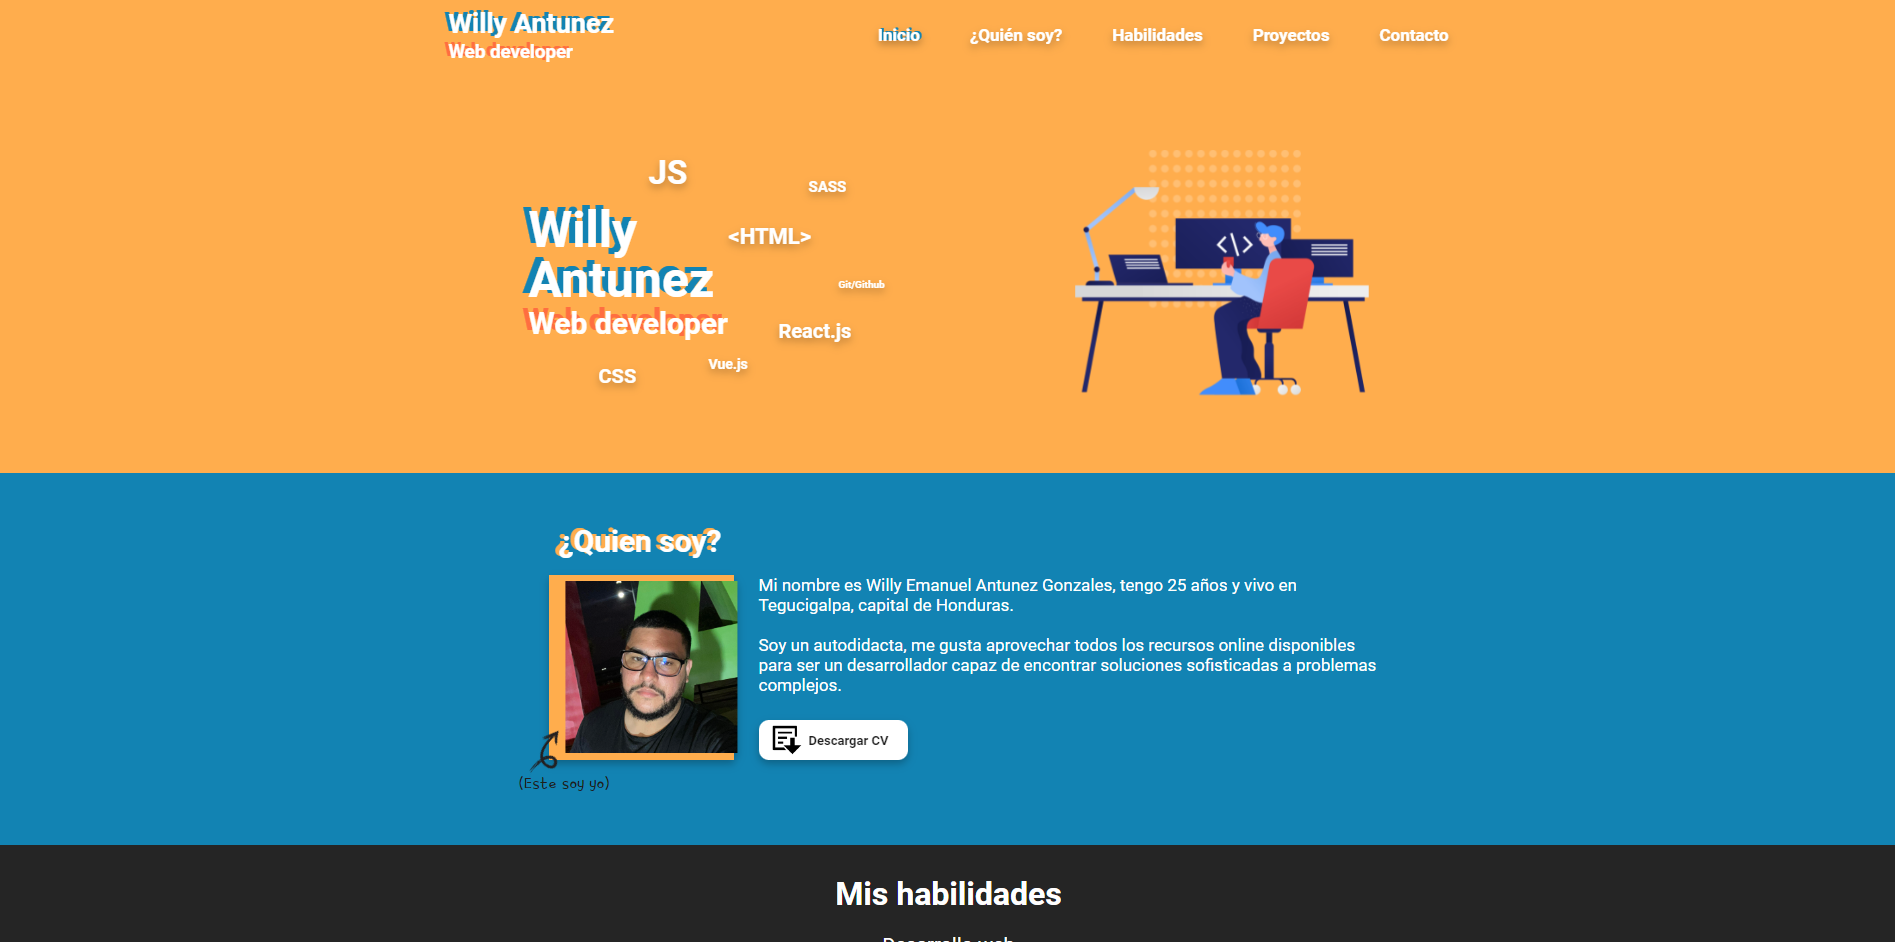 Willy Antunez
Web developer
Inicio
¿Quién soy?
Habilidades
Proyectos
Contacto
JS
SASS
Willy
Antunez
Web developer
<HTML>
Git/Github
React.js
Vue.js
CSS
</>
¿Quien soy?
Mi nombre es Willy Emanuel Antunez Gonzales, tengo 25 años y vivo en
Tegucigalpa, capital de Honduras.
Soy un autodidacta, me gusta aprovechar todos los recursos online disponibles
para ser un desarrollador capaz de encontrar soluciones sofisticadas a problemas
complejos.
Descargar CV
(Este soy yo)
Mis habilidades
Desarrollo web